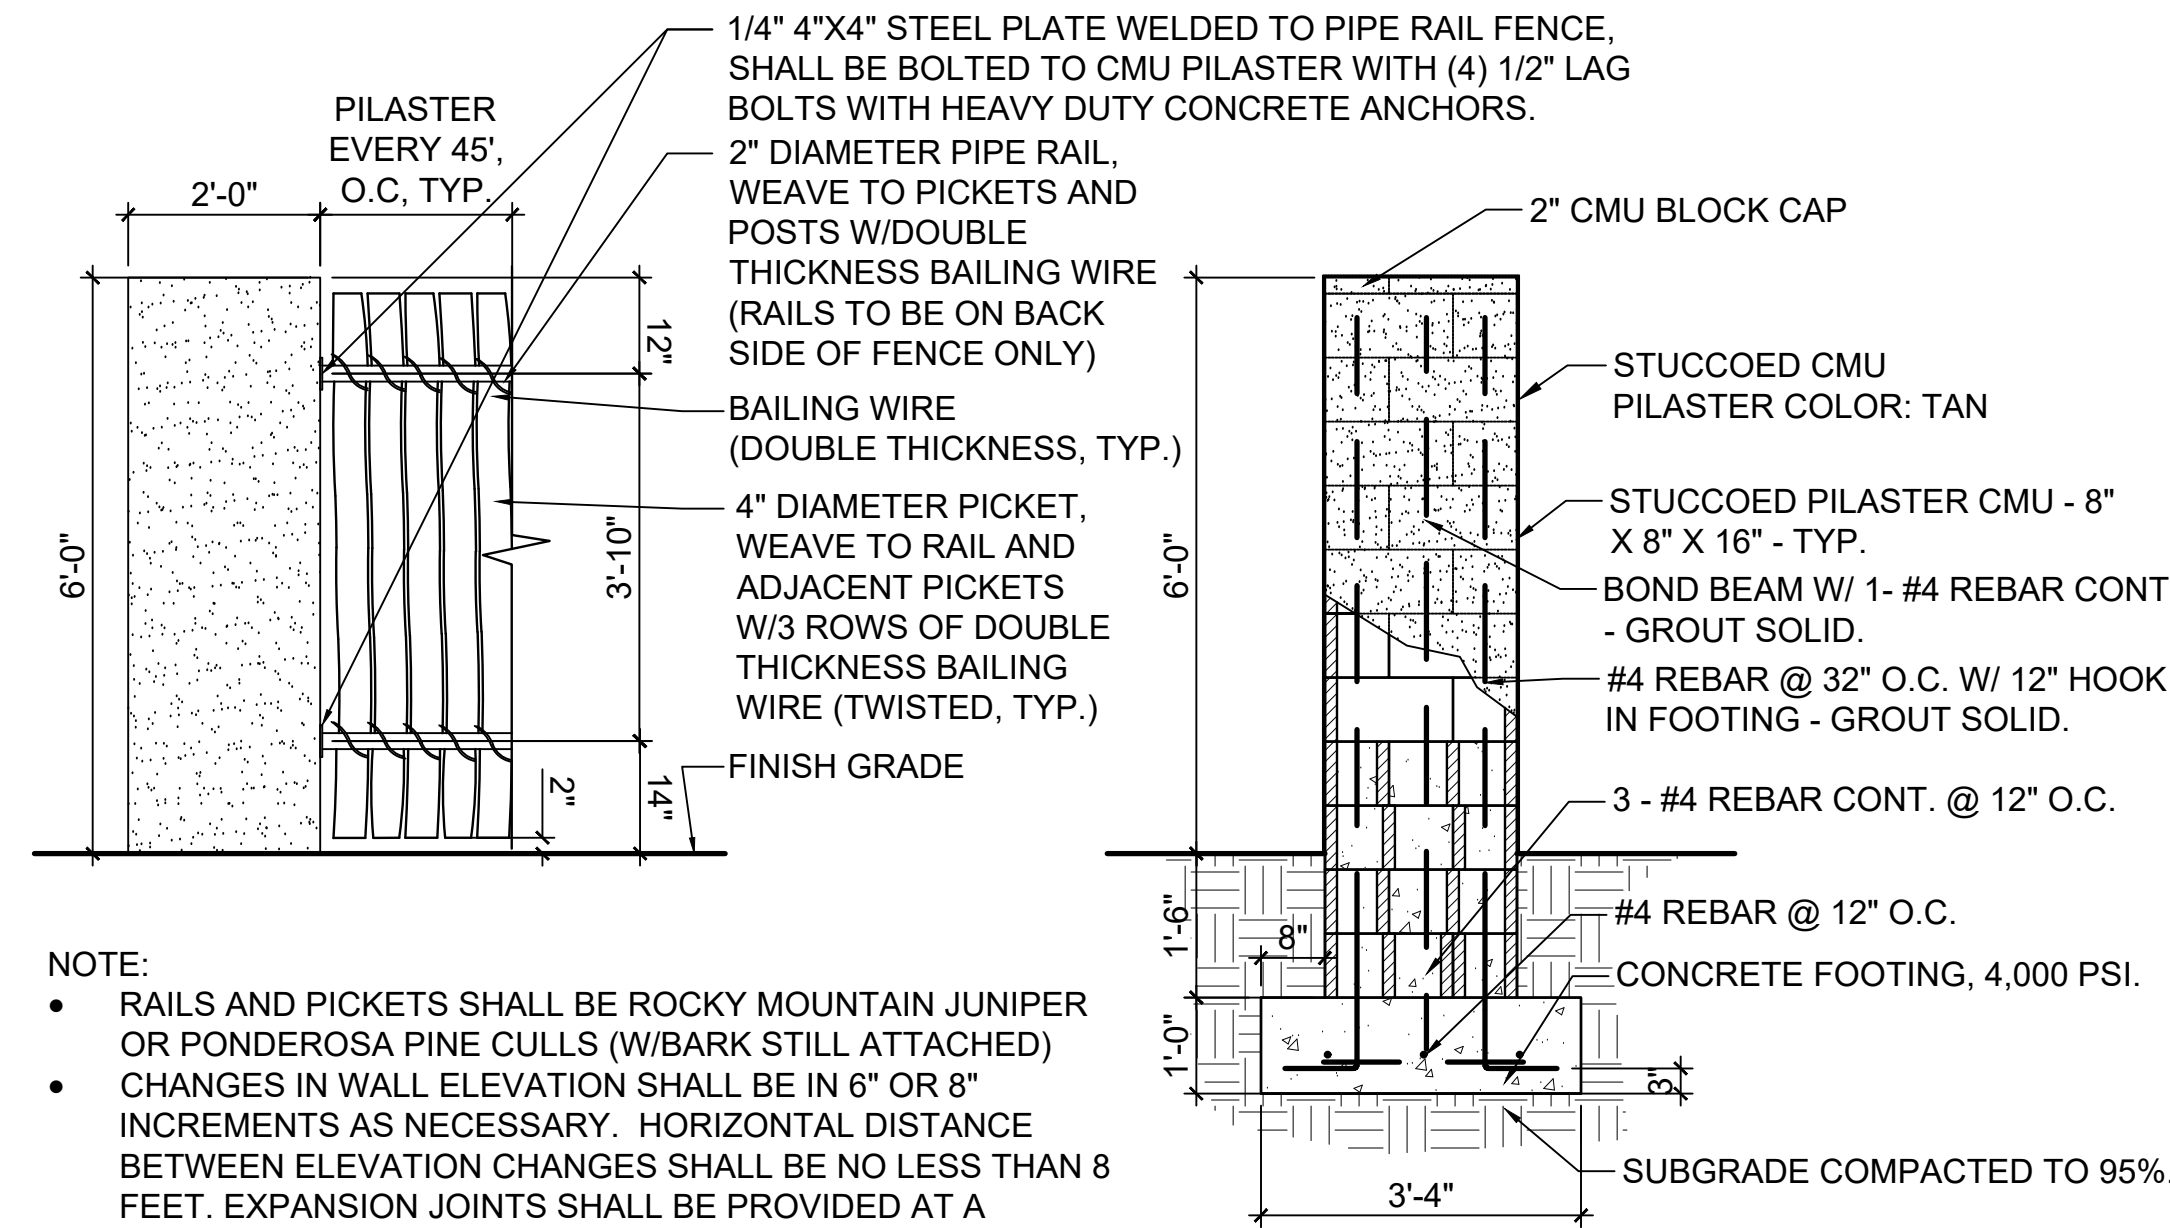 1/4" 4"X4" STEEL PLATE WELDED TO PIPE RAIL FENCE,
SHALL BE BOLTED TO CMU PILASTER WITH (4) 1/2" LAG
BOLTS WITH HEAVY DUTY CONCRETE ANCHORS.
PILASTER
EVERY 45',
O.C, TYP.
2'-0"
2" DIAMETER PIPE RAIL,
WEAVE TO PICKETS AND
POSTS W/DOUBLE
THICKNESS BAILING WIRE
(RAILS TO BE ON BACK
SIDE OF FENCE ONLY)
12"
BAILING WIRE
(DOUBLE THICKNESS, TYP.)
4" DIAMETER PICKET,
WEAVE TO RAIL AND
ADJACENT PICKETS
W/3 ROWS OF DOUBLE
THICKNESS BAILING
WIRE (TWISTED, TYP.)
6'-0"
3'-10"
FINISH GRADE
2"
14"
2" CMU BLOCK CAP
STUCCOED CMU
PILASTER COLOR: TAN
STUCCOED PILASTER CMU - 8"
X 8" X 16" - TYP.
6'-0"
BOND BEAM W/ 1- #4 REBAR CONT
- GROUT SOLID.
#4 REBAR @ 32" O.C. W/ 12" HOOK
IN FOOTING - GROUT SOLID.
3 - #4 REBAR CONT. @ 12" O.C.
#4 REBAR @ 12" O.C.
1'-6"
8"
CONCRETE FOOTING, 4,000 PSI.
1'-0"
3"
SUBGRADE COMPACTED TO 95%.
3'-4"
NOTE:
• RAILS AND PICKETS SHALL BE ROCKY MOUNTAIN JUNIPER
OR PONDEROSA PINE CULLS (W/BARK STILL ATTACHED)
• CHANGES IN WALL ELEVATION SHALL BE IN 6" OR 8"
INCREMENTS AS NECESSARY. HORIZONTAL DISTANCE
BETWEEN ELEVATION CHANGES SHALL BE NO LESS THAN 8
FEET. EXPANSION JOINTS SHALL BE PROVIDED AT A